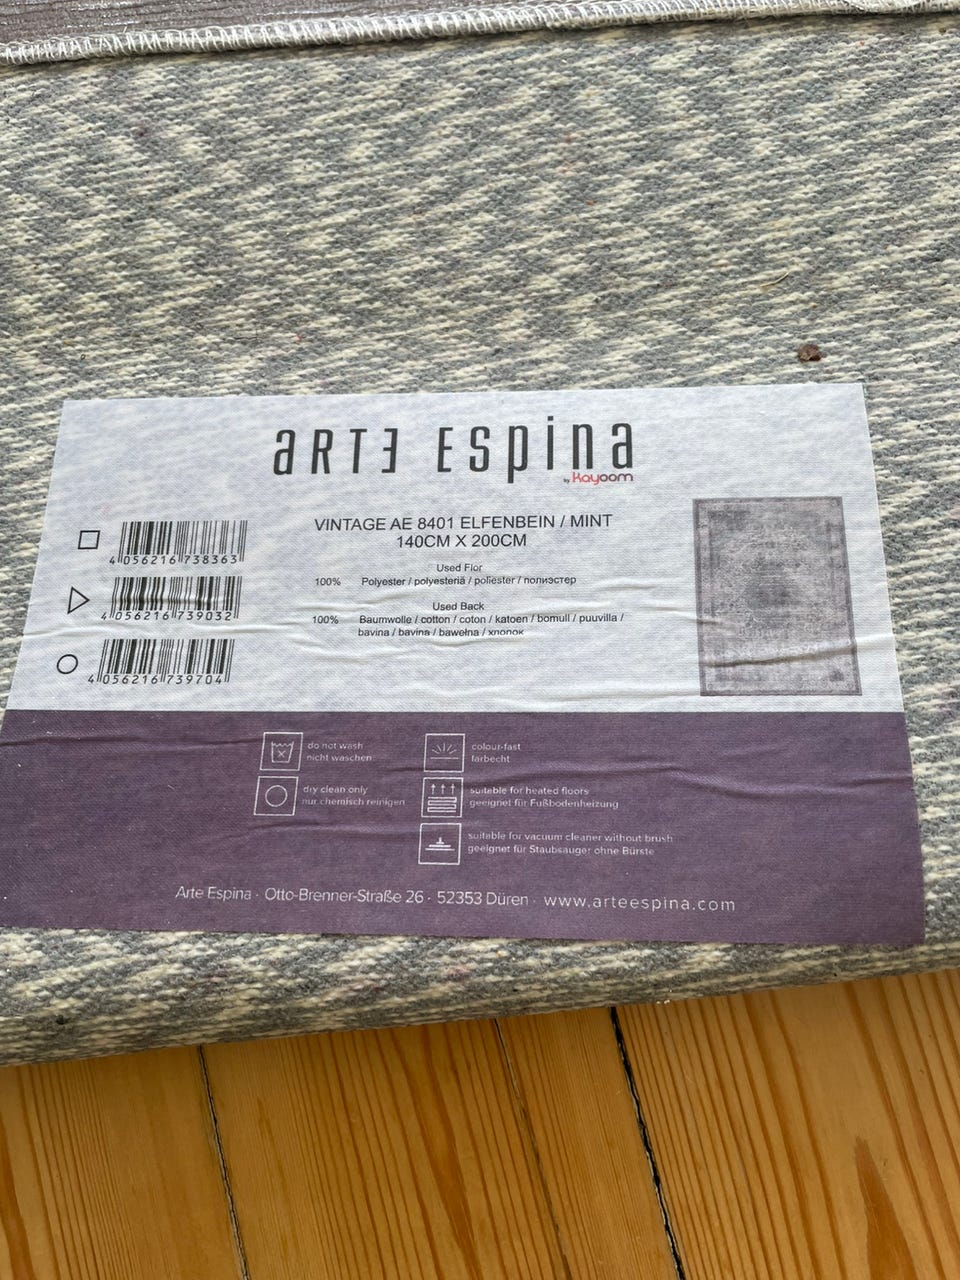 ARTE Espina
by Kayoom
VINTAGE AE 8401 ELFENBEIN / MINT
140CM X 200CM
Used Flor
100% Polyester / polyesteriä / poliester / полиэстер
Used Back
100% Baumwolle / cotton / coton / katoen / bomull / puuvilla /
bavina / bavina / bawełna / хлопок
4 056216 738363
4 056216 739032
4 056216 739704
do not wash
nicht waschen
dry clean only
nur chemisch reinigen
colour-fast
farbecht
suitable for heated floors
geeignet für Fußbodenheizung
suitable for vacuum cleaner without brush
geeignet für Staubsauger ohne Bürste
Arte Espina · Otto-Brenner-Straße 26 · 52353 Düren · www.arteespina.com